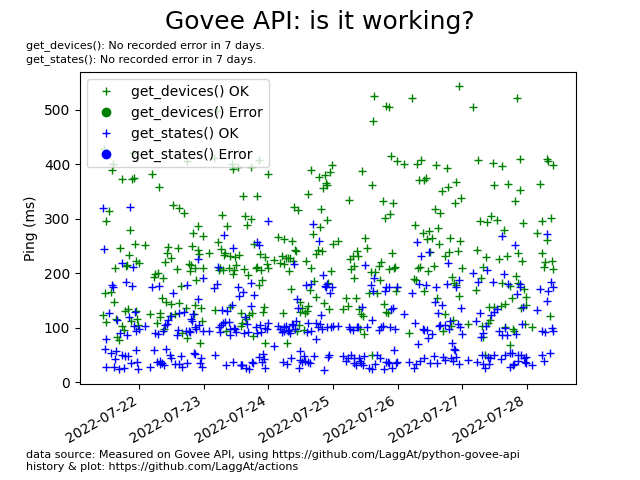 Govee API: is it working?
get_devices(): No recorded error in 7 days.
get_states(): No recorded error in 7 days.
get_devices() OK
get_devices() Error
get_states() OK
get_states() Error
Ping (ms)
500
400
300
200
100
0
2022-07-22
2022-07-23
2022-07-24
2022-07-25
2022-07-26
2022-07-27
2022-07-28
data source: Measured on Govee API, using https://github.com/LaggAt/python-govee-api
history & plot: https://github.com/LaggAt/actions